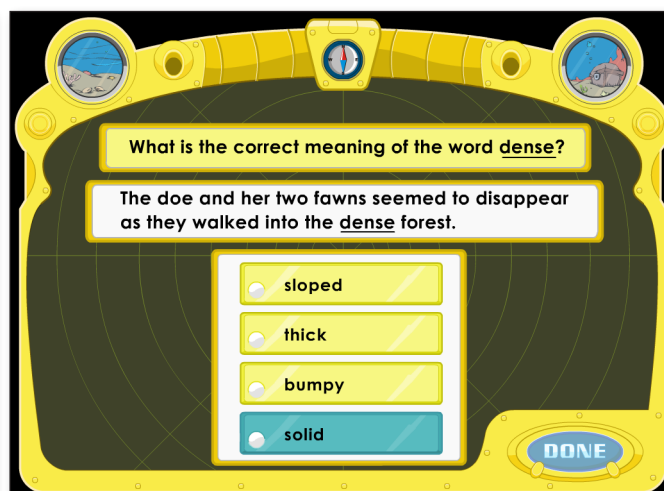 What is the correct meaning of the word dense?
The doe and her two fawns seemed to disappear
as they walked into the dense forest.
sloped
thick
bumpy
solid
DONE